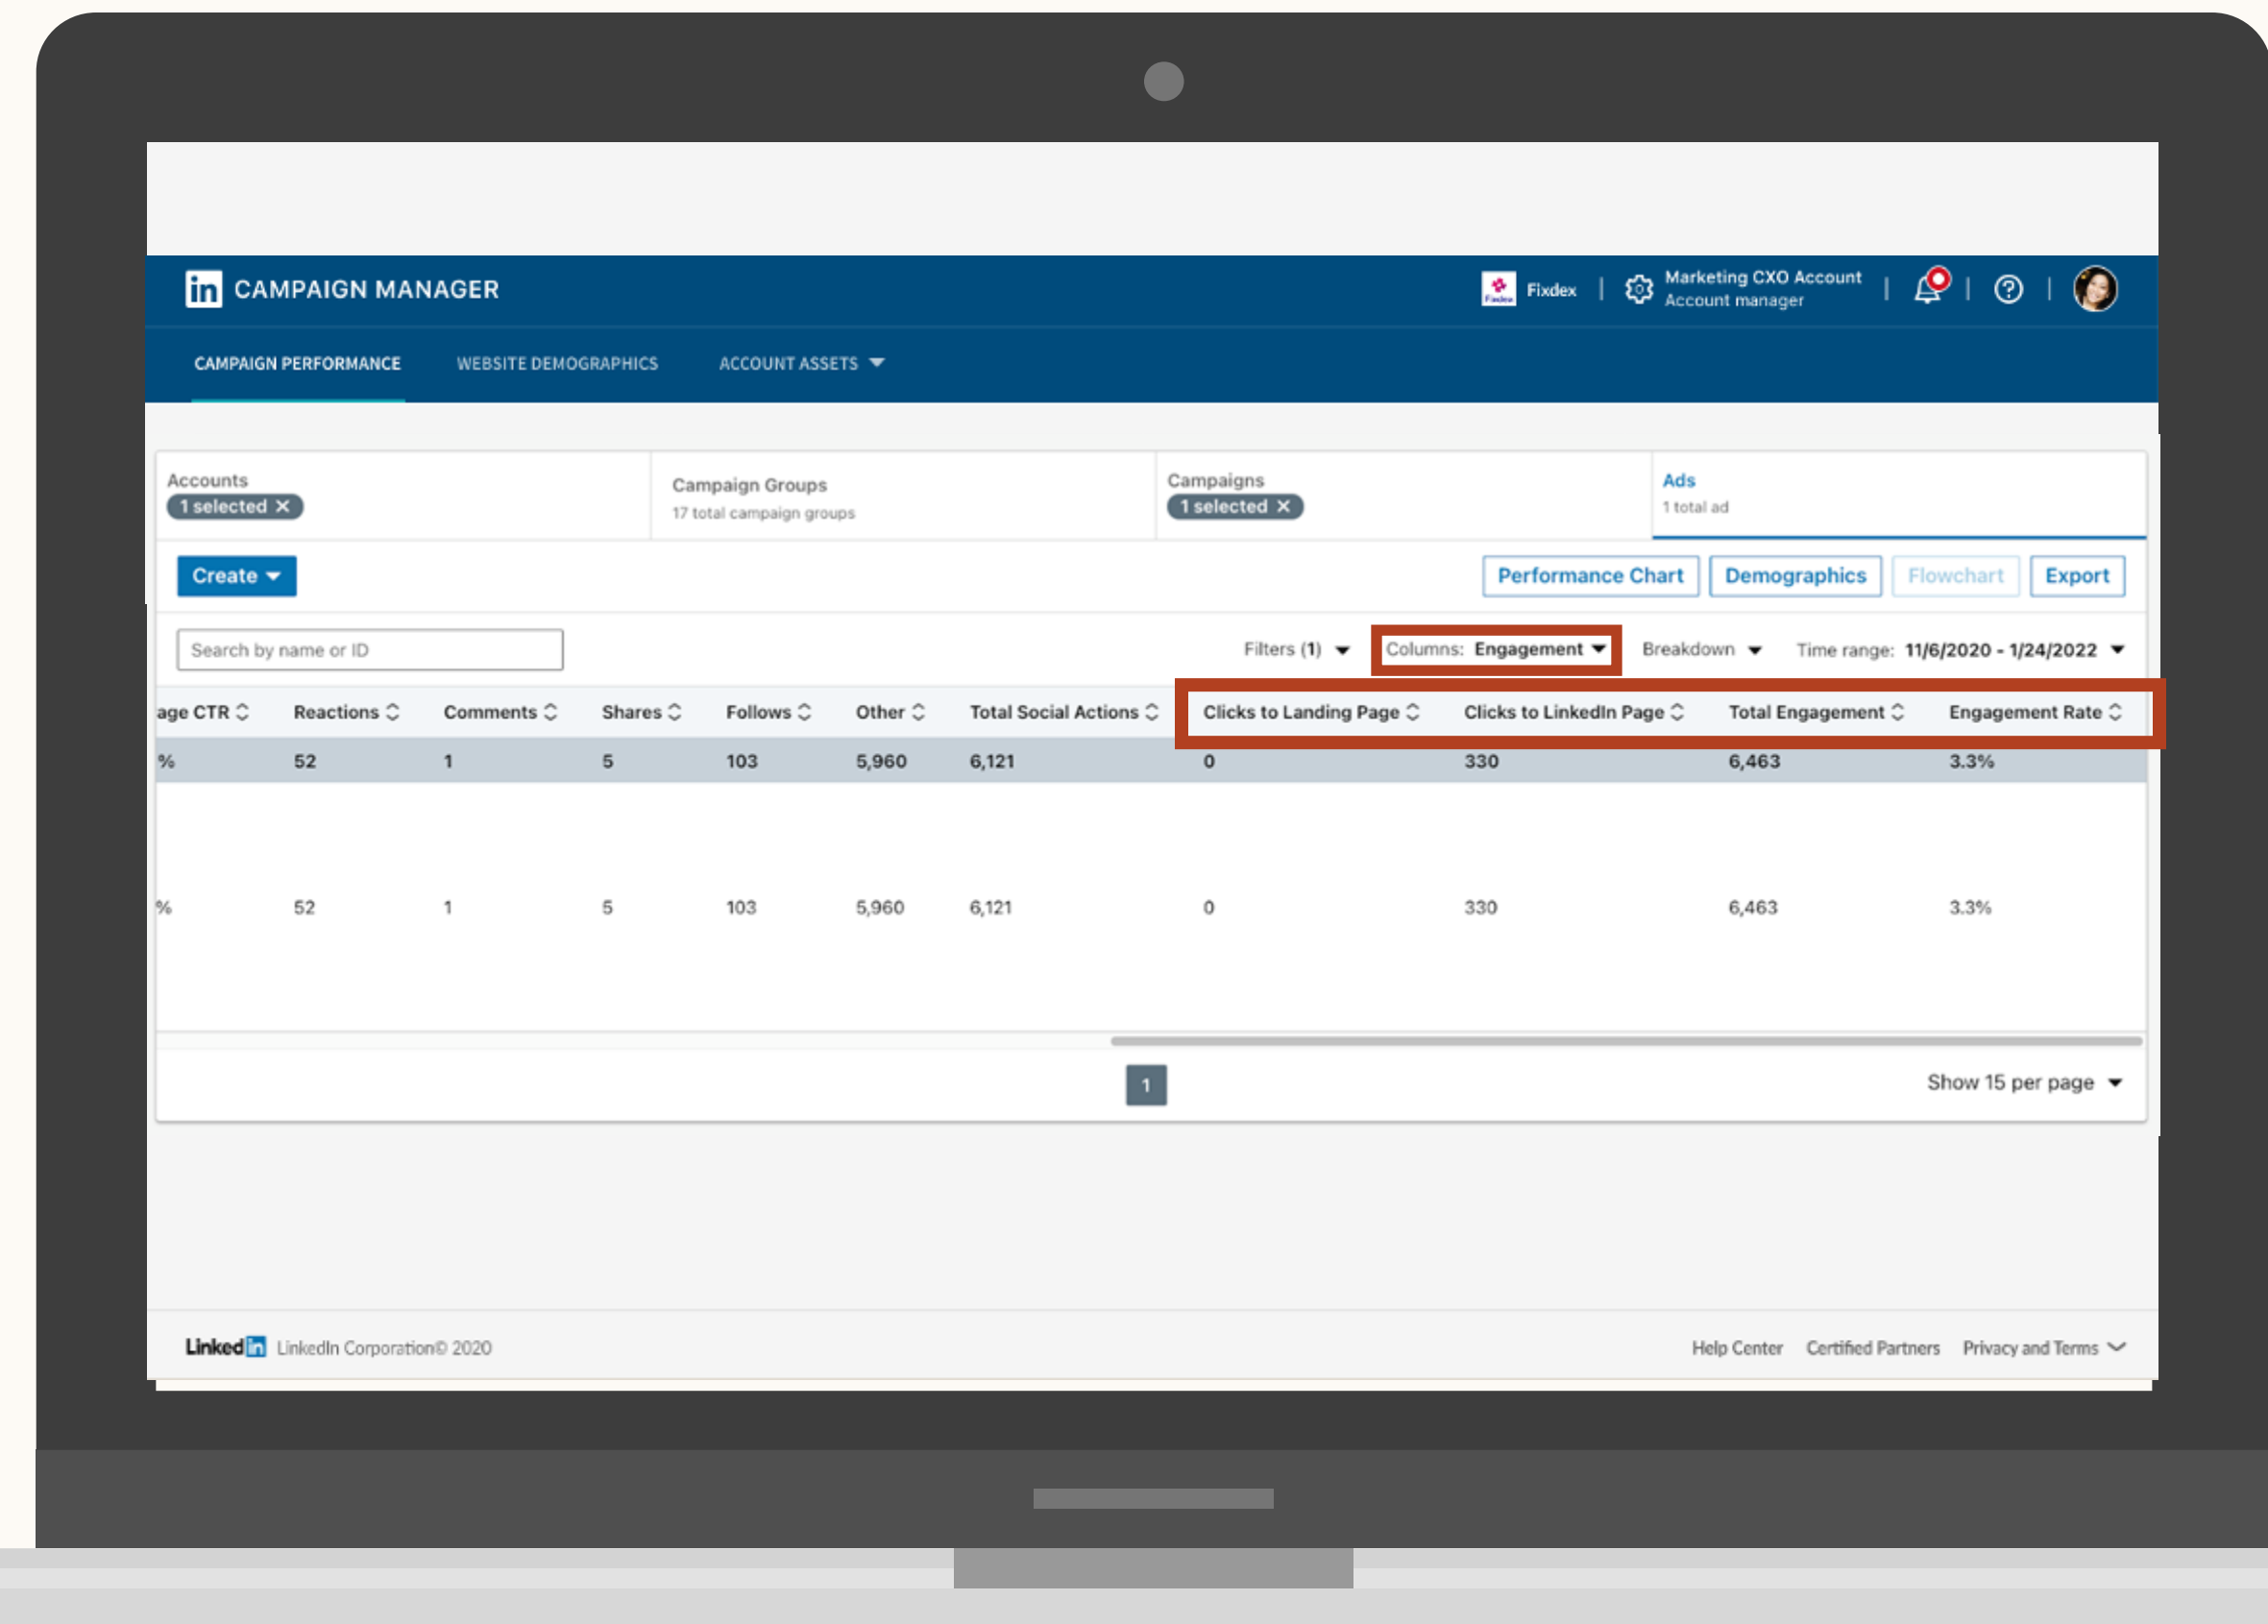 in CAMPAIGN MANAGER
Fixdex
Fixdex
Marketing CXO Account
Account manager
CAMPAIGN PERFORMANCE WEBSITE DEMOGRAPHICS ACCOUNT ASSETS
Accounts
1 selected ×
Campaign Groups
17 total campaign groups
Campaigns
1 selected ×
Ads
1 total ad
Create
Performance Chart Demographics Flowchart Export
Search by name or ID
Filters (1) Columns: Engagement Breakdown Time range: 11/6/2020 - 1/24/2022
age CTR Reactions Comments Shares Follows Other Total Social Actions Clicks to Landing Page Clicks to LinkedIn Page Total Engagement Engagement Rate
% 52 1 5 103 5,960 6,121 0 330 6,463 3.3%
% 52 1 5 103 5,960 6,121 0 330 6,463 3.3%
1
Show 15 per page
Linkedin LinkedIn Corporation© 2020
Help Center Certified Partners Privacy and Terms